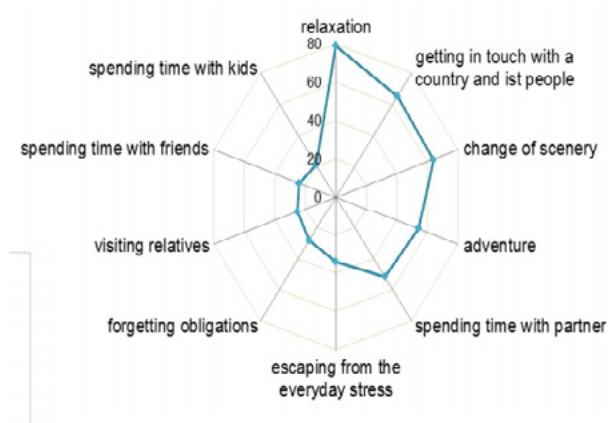 relaxation
80
60
40
20
0
getting in touch with a
country and ist people
change of scenery
adventure
spending time with partner
escaping from the
everyday stress
forgetting obligations
visiting relatives
spending time with friends
spending time with kids